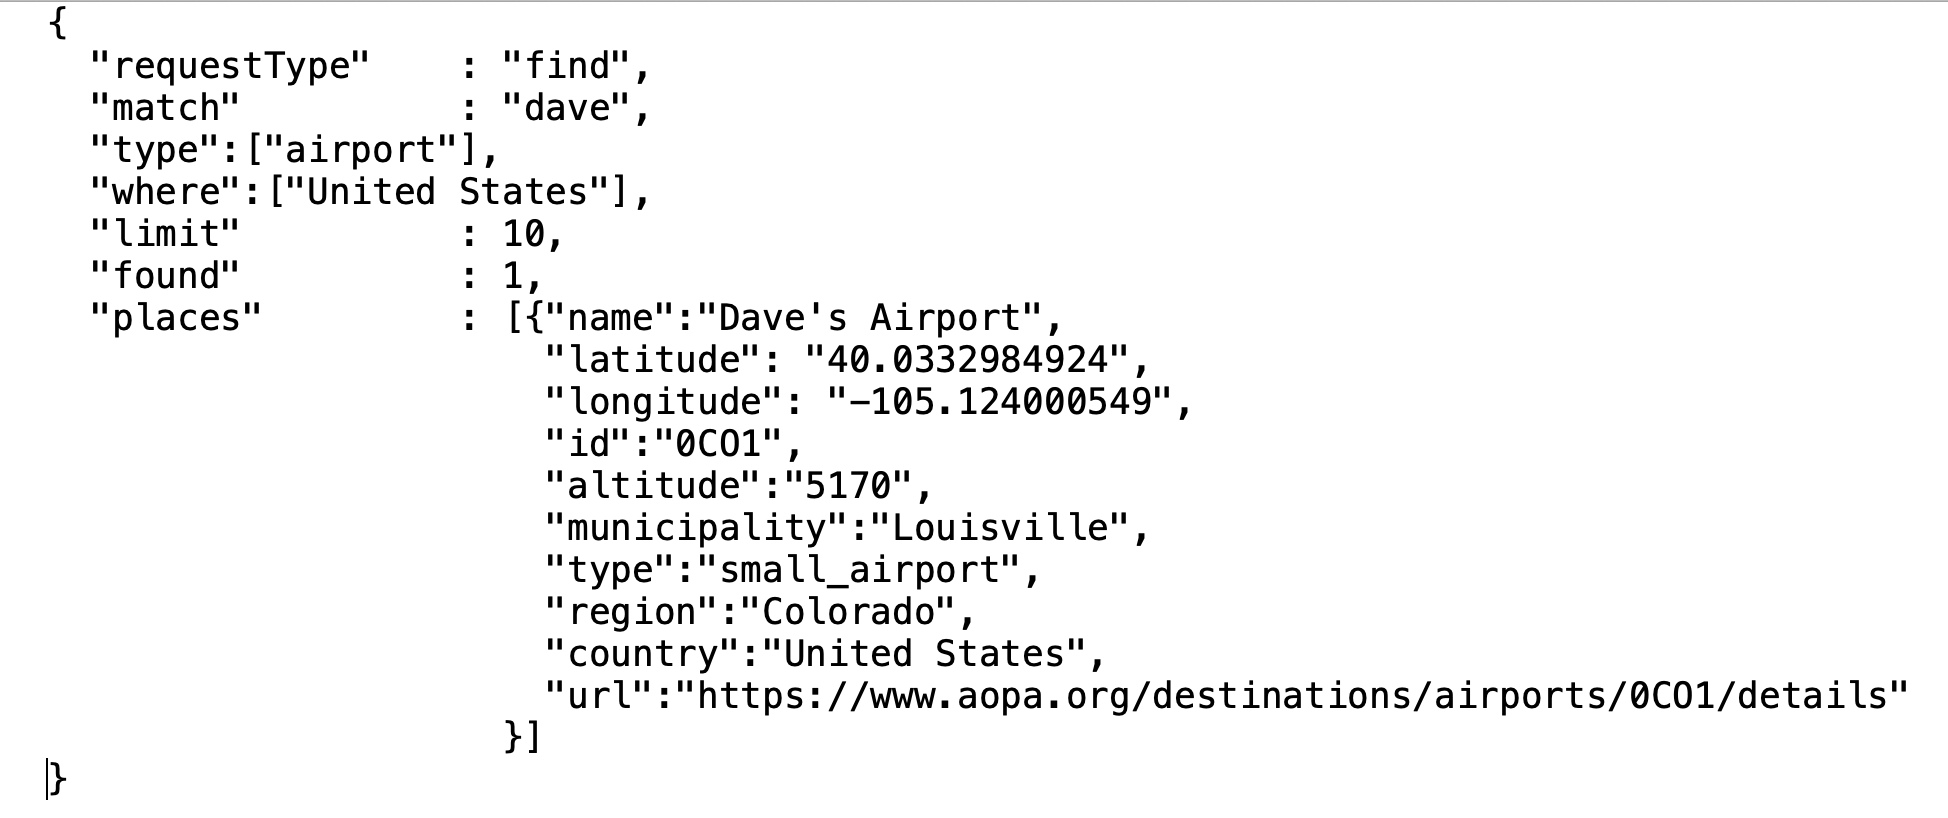 {
  "requestType"    : "find",
  "match"          : "dave",
  "type":["airport"],
  "where":["United States"],
  "limit"          : 10,
  "found"          : 1,
  "places"         : [{"name":"Dave's Airport",
                       "latitude": "40.0332984924",
                       "longitude": "-105.124000549",
                       "id":"0CO1",
                       "altitude":"5170",
                       "municipality":"Louisville",
                       "type":"small_airport",
                       "region":"Colorado",
                       "country":"United States",
                       "url":"https://www.aopa.org/destinations/airports/0CO1/details"
                     }]
}